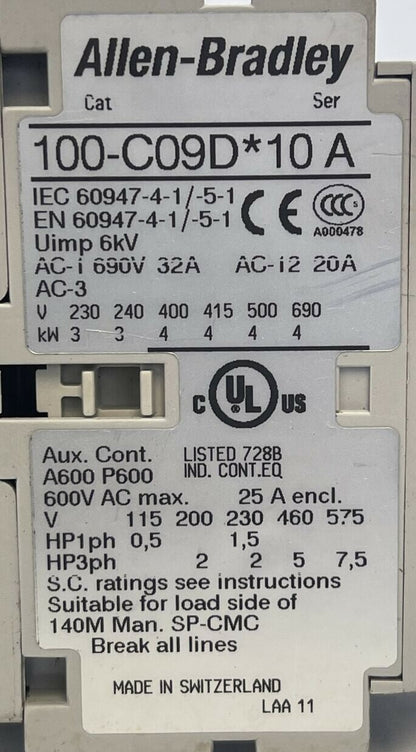 Allen-Bradley
Cat Ser
100-C09D*10 A
IEC 60947-4-1/-5-1
EN 60947-4-1/-5-1
CE CCC S
A000478
Uimp 6kV
AC-1 690V 32A AC-12 20A
AC-3
V 230 240 400 415 500 690
kW 3 3 4 4 4 4
c UL ® US
Aux. Cont. LISTED 728B
A600 P600 IND. CONT.EQ
600V AC max. 25 A encl.
V 115 200 230 460 575
HP1ph 0,5 1,5
HP3ph 2 2 5 7,5
S.C. ratings see instructions
Suitable for load side of
140M Man. SP-CMC
Break all lines
MADE IN SWITZERLAND
LAA 11